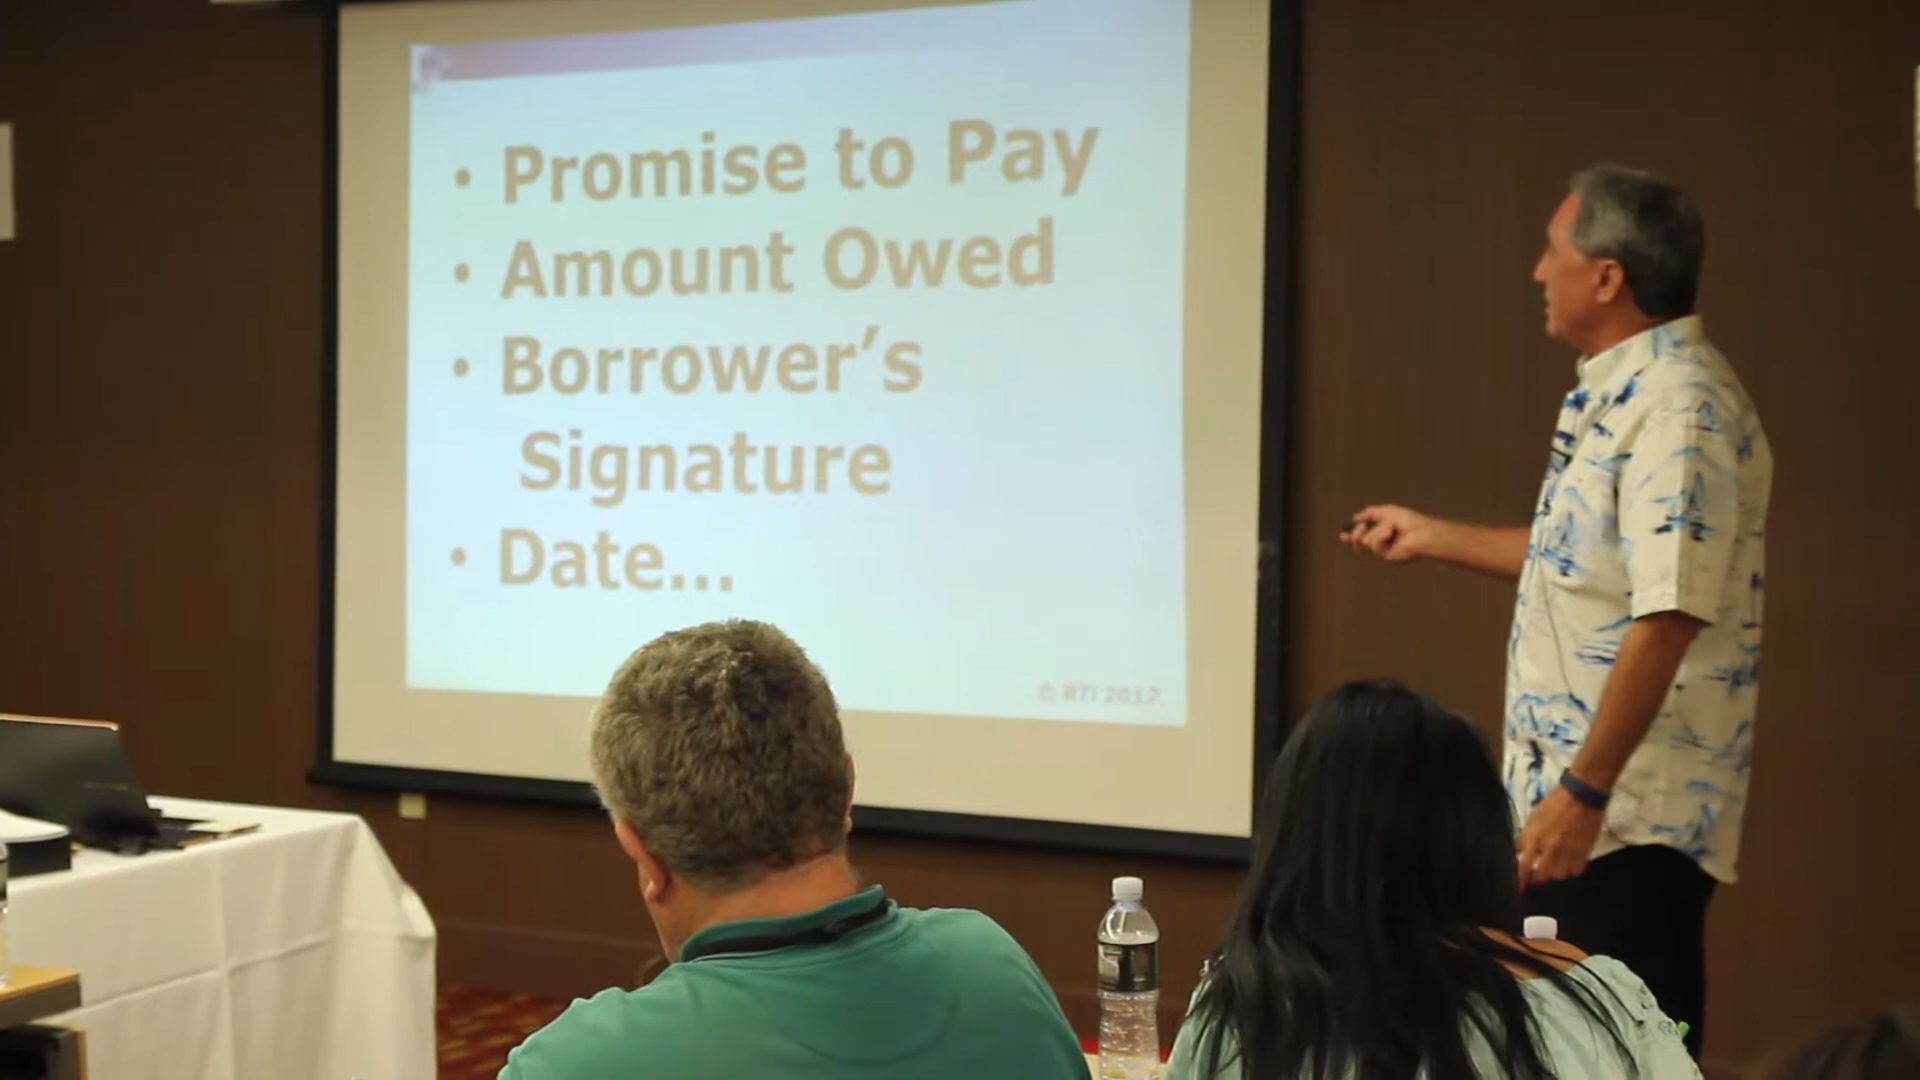 • Promise to Pay
• Amount Owed
• Borrower's
Signature
• Date...
© RTI 2017